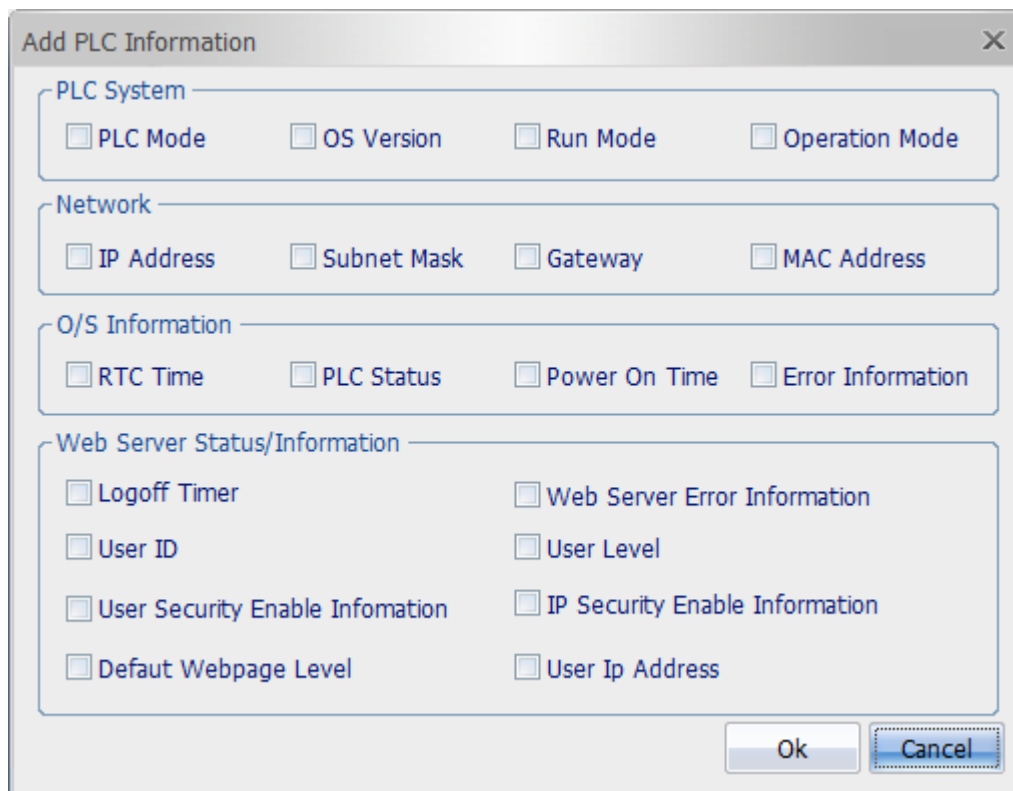 Add PLC Information
PLC System
PLC Mode OS Version Run Mode Operation Mode
Network
IP Address Subnet Mask Gateway MAC Address
O/S Information
RTC Time PLC Status Power On Time Error Information
Web Server Status/Information
Logoff Timer Web Server Error Information
User ID User Level
User Security Enable Infomation IP Security Enable Information
Defaut Webpage Level User Ip Address
Ok Cancel